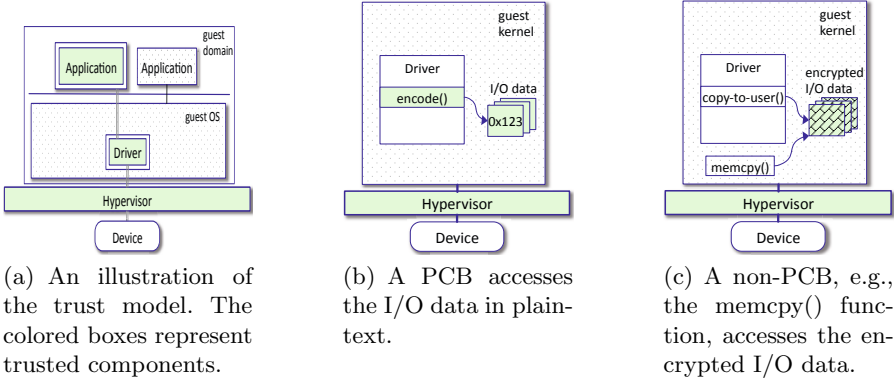 guest
domain
Application
Application
guest OS
Driver
Hypervisor
Device
(a) An illustration of
the trust model. The
colored boxes represent
trusted components.
guest
kernel
Driver
encode()
I/O data
0x123
Hypervisor
Device
(b) A PCB accesses
the I/O data in plain-
text.
guest
kernel
Driver
copy-to-user()
encrypted
I/O data
memcpy()
Hypervisor
Device
(c) A non-PCB, e.g.,
the memcpy() func-
tion, accesses the en-
crypted I/O data.